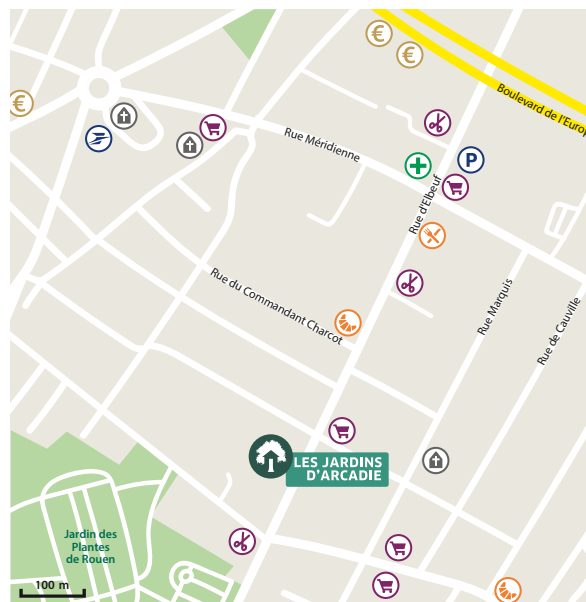 €
€
€
Boulevard de l'Europ
Rue Méridienne
P
Rue d'Elbeuf
Rue du Commandant Charcot
Rue Marquis
Rue de Cauville
LES JARDINS
D'ARCADIE
Jardin des
Plantes
de Rouen
100 m